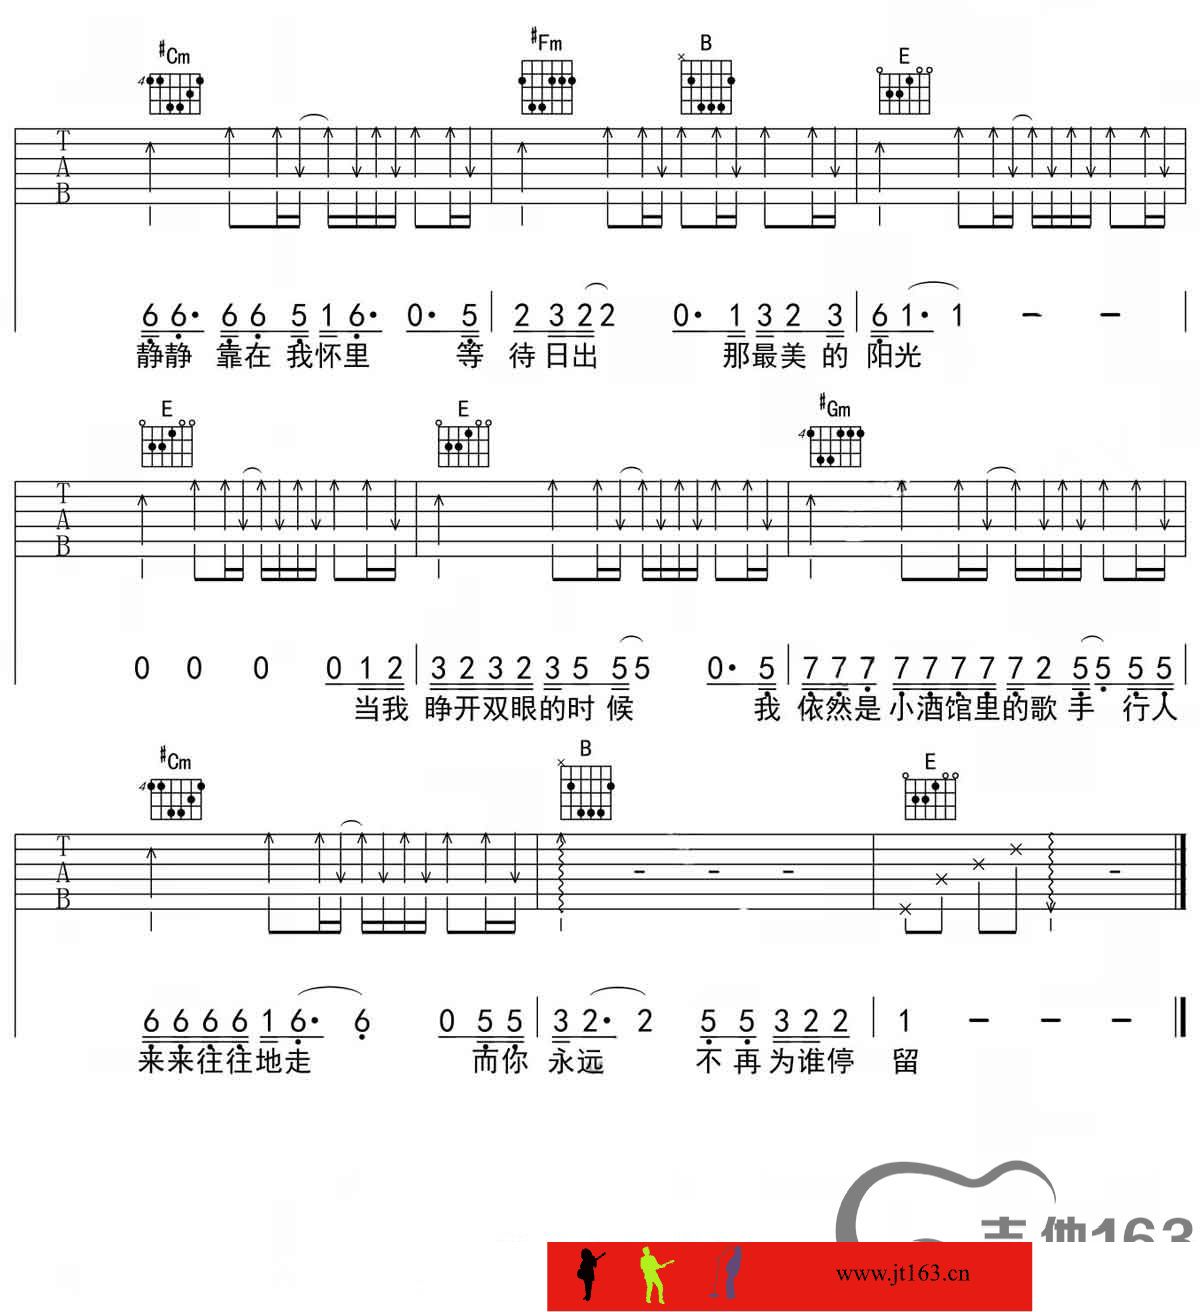 #Cm #Fm B E
4
T A B
6 6· 6 6 5 1 6· 0· 5 2 3 2 2 0· 1 3 2 3 6 1· 1 - -
静静 靠在 我怀里 等 待日出 那最美的 阳光
E E #Gm
4
T A B
0 0 0 0 1 2 3 2 3 2 3 5 5 5 0· 5 7 7 7 7 7 7 7 7 2 5 5 5 5
当我 睁开双眼的时候 我 依然是小酒馆里的歌手 行人
#Cm B E
4
T A B
6 6 6 6 1 6· 6 0 5 5 3 2· 2 5 5 3 2 2 1 - - -
来来往往地走 而你 永远 不再为谁停 留
吉他163
www.jt163.cn